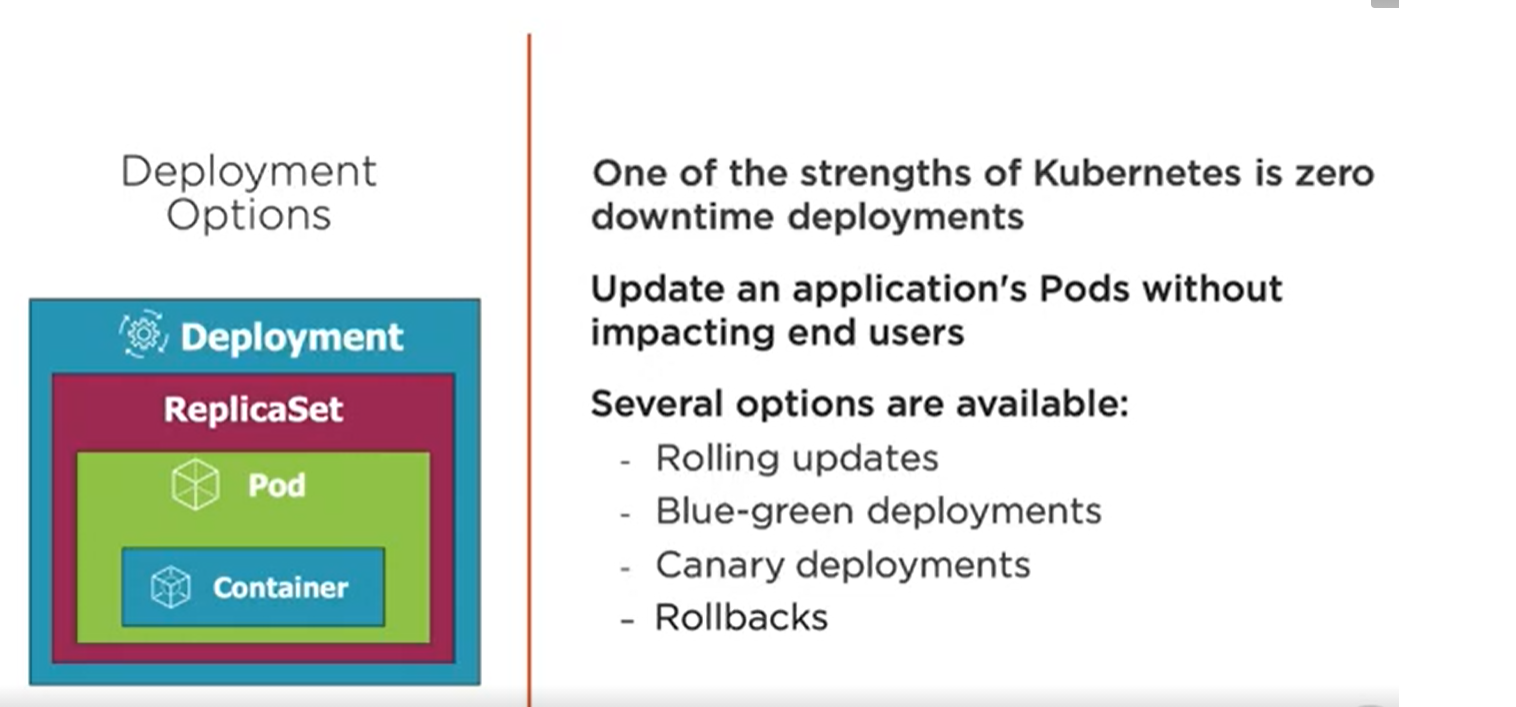 Deployment
Options
Deployment
ReplicaSet
Pod
Container
One of the strengths of Kubernetes is zero
downtime deployments
Update an application's Pods without
impacting end users
Several options are available:
- Rolling updates
- Blue-green deployments
- Canary deployments
- Rollbacks